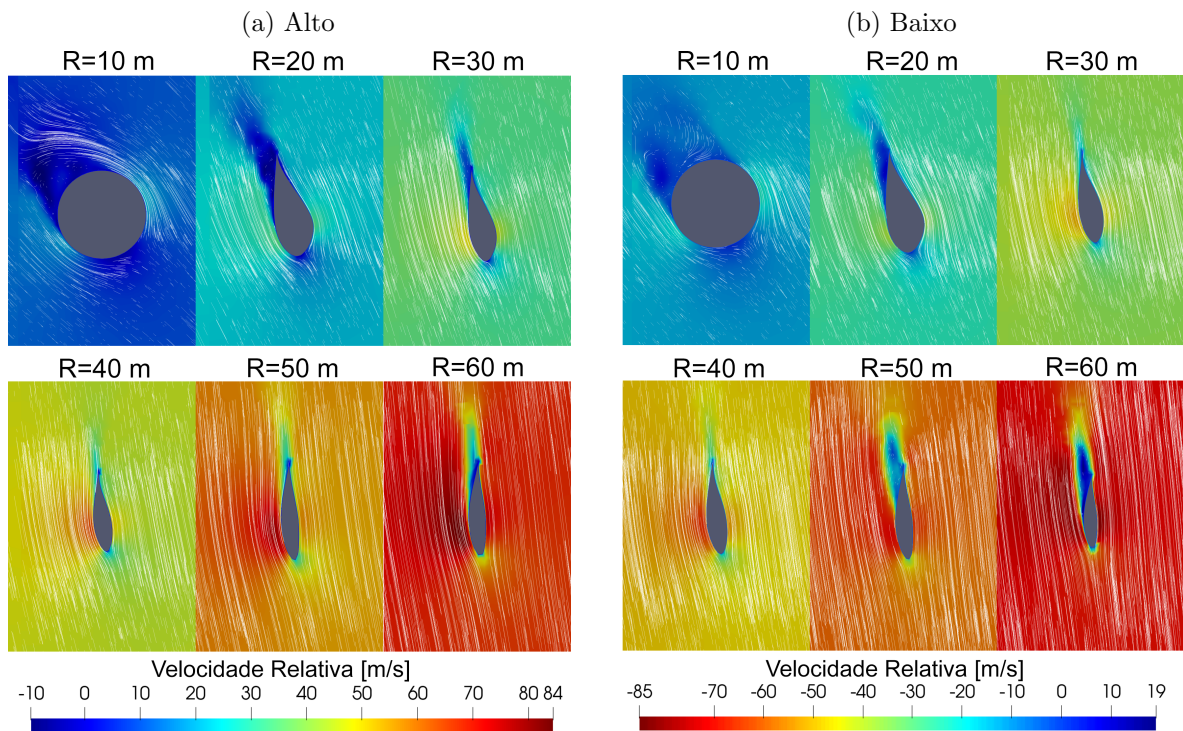 (a) Alto
(b) Baixo
R=10 m R=20 m R=30 m
R=10 m R=20 m R=30 m
R=40 m R=50 m R=60 m
R=40 m R=50 m R=60 m
Velocidade Relativa [m/s]
-10 0 10 20 30 40 50 60 70 80 84
Velocidade Relativa [m/s]
-85 -70 -60 -50 -40 -30 -20 -10 0 10 19